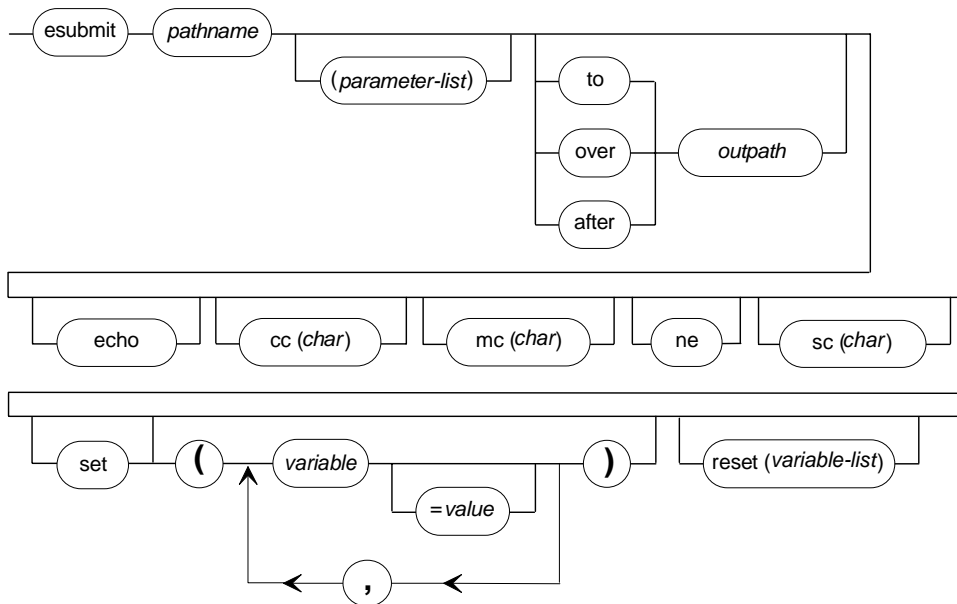 esubmit pathname
(parameter-list) to
over outpath
after
echo cc (char) mc (char) ne sc (char)
set ( variable ) reset (variable-list)
=value
,